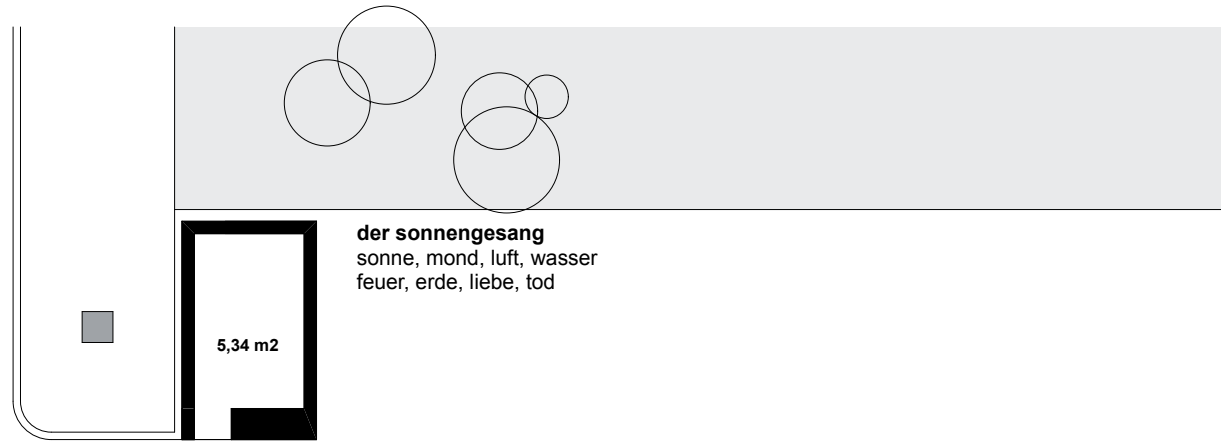 der sonnengesang
sonne, mond, luft, wasser
feuer, erde, liebe, tod
5,34 m2